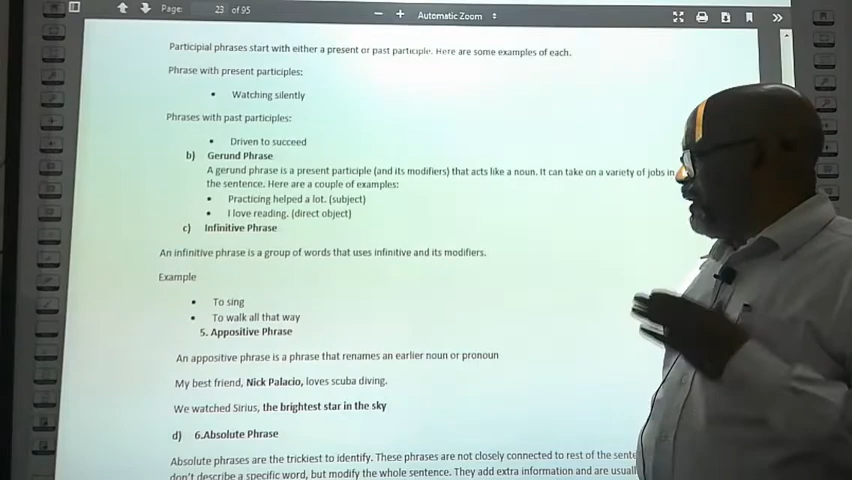 Page: 23 of 95 Automatic Zoom
Participial phrases start with either a present or past participle. Here are some examples of each.
Phrase with present participles:
• Watching silently
Phrases with past participles:
• Driven to succeed
b) Gerund Phrase
A gerund phrase is a present participle (and its modifiers) that acts like a noun. It can take on a variety of jobs in
the sentence. Here are a couple of examples:
• Practicing helped a lot. (subject)
• I love reading. (direct object)
c) Infinitive Phrase
An infinitive phrase is a group of words that uses infinitive and its modifiers.
Example
• To sing
• To walk all that way
5. Appositive Phrase
An appositive phrase is a phrase that renames an earlier noun or pronoun
My best friend, Nick Palacio, loves scuba diving.
We watched Sirius, the brightest star in the sky
d) 6.Absolute Phrase
Absolute phrases are the trickiest to identify. These phrases are not closely connected to rest of the
don't describe a specific word, but modify the whole sentence. They add extra information and are